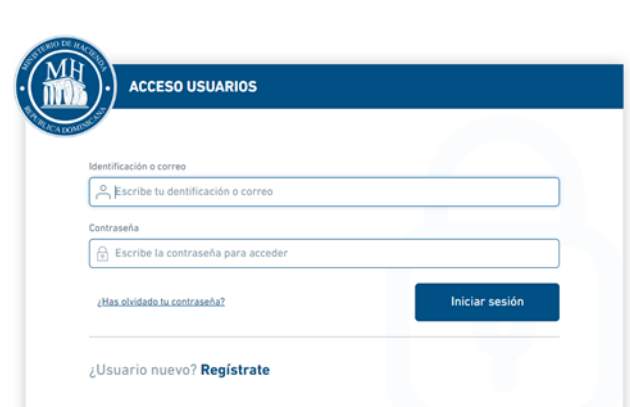 MINISTERIO DE HACIENDA
MH
REPUBLICA DOMINICANA
ACCESO USUARIOS
Identificación o correo
Escribe tu dentificación o correo
Contraseña
Escribe la contraseña para acceder
¿Has olvidado tu contraseña?
Iniciar sesión
¿Usuario nuevo? Regístrate